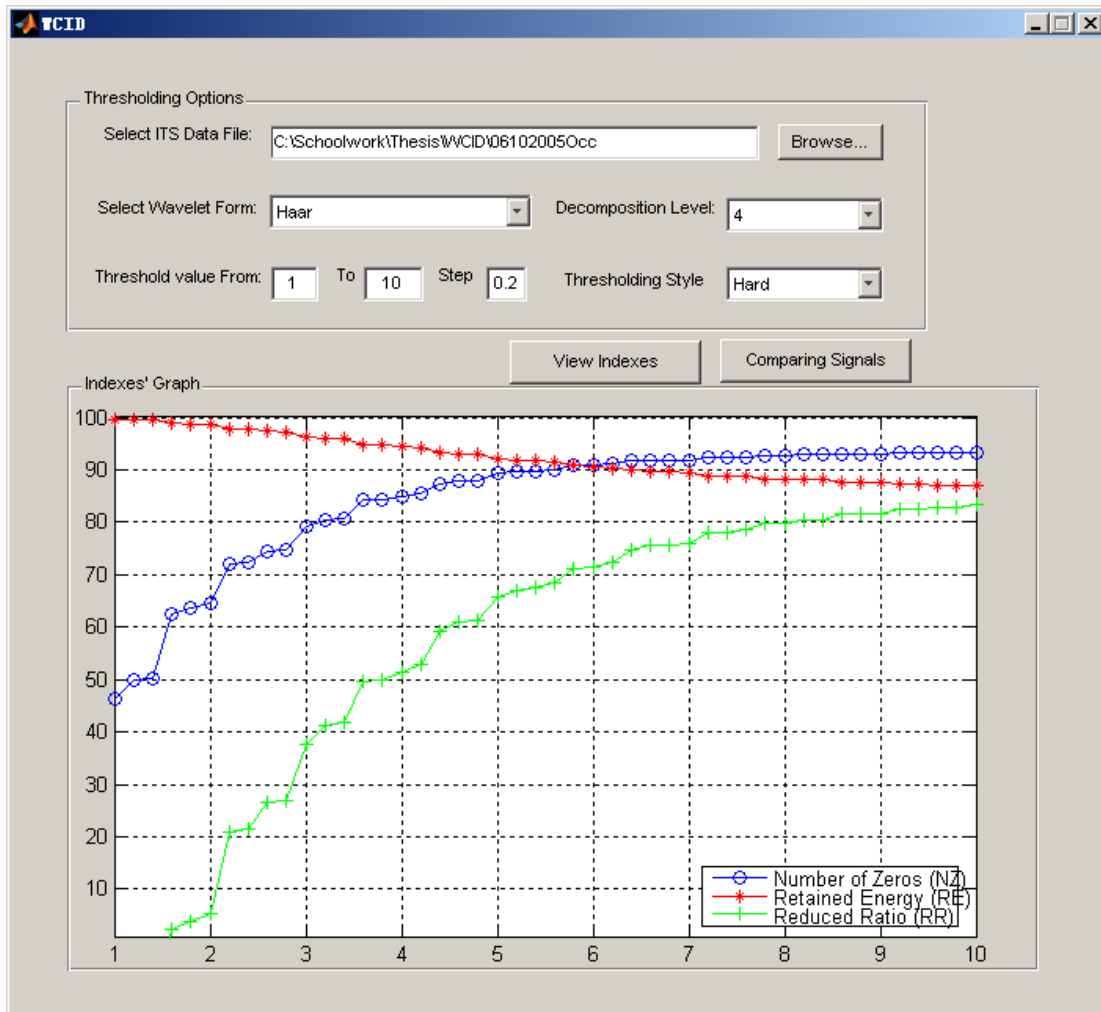 WCID
Thresholding Options
Select ITS Data File: C:\Schoolwork\Thesis\WCID\06102005Occ Browse...
Select Wavelet Form: Haar Decomposition Level: 4
Threshold value From: 1 To 10 Step 0.2 Thresholding Style Hard
View Indexes Comparing Signals
Indexes' Graph
100
90
80
70
60
50
40
30
20
10
Number of Zeros (NZ)
Retained Energy (RE)
Reduced Ratio (RR)
1 2 3 4 5 6 7 8 9 10